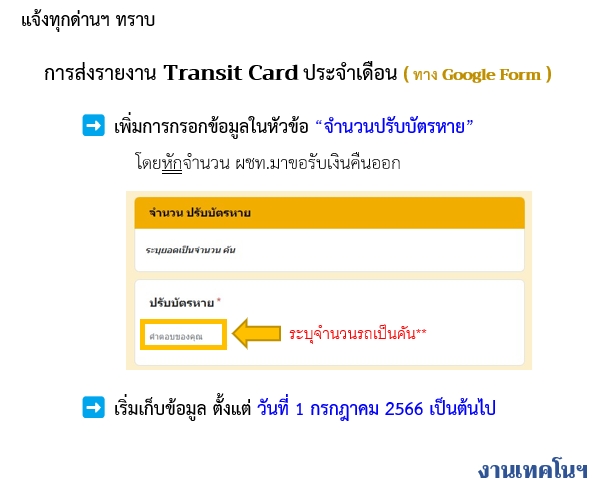 แจ้งทุกด่านฯ ทราบ
การส่งรายงาน Transit Card ประจำเดือน ( ทาง Google Form )
เพิ่มการกรอกข้อมูลในหัวข้อ “จำนวนปรับบัตรหาย”
โดยหักจำนวน ผชท.มาขอรับเงินคืนออก
จำนวน ปรับบัตรหาย
ระบุยอดเป็นจำนวน คัน
ปรับบัตรหาย *
คำตอบของคุณ
ระบุจำนวนรถเป็นคัน**
เริ่มเก็บข้อมูล ตั้งแต่ วันที่ 1 กรกฎาคม 2566 เป็นต้นไป
งานเทคโนฯ